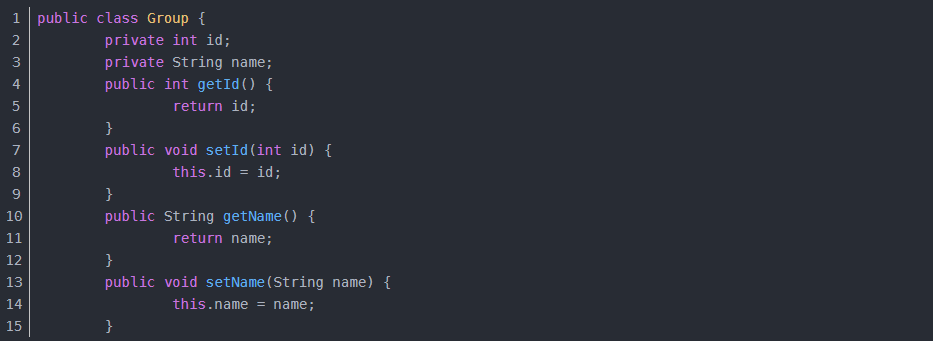 1 public class Group {
2 private int id;
3 private String name;
4 public int getId() {
5 return id;
6 }
7 public void setId(int id) {
8 this.id = id;
9 }
10 public String getName() {
11 return name;
12 }
13 public void setName(String name) {
14 this.name = name;
15 }